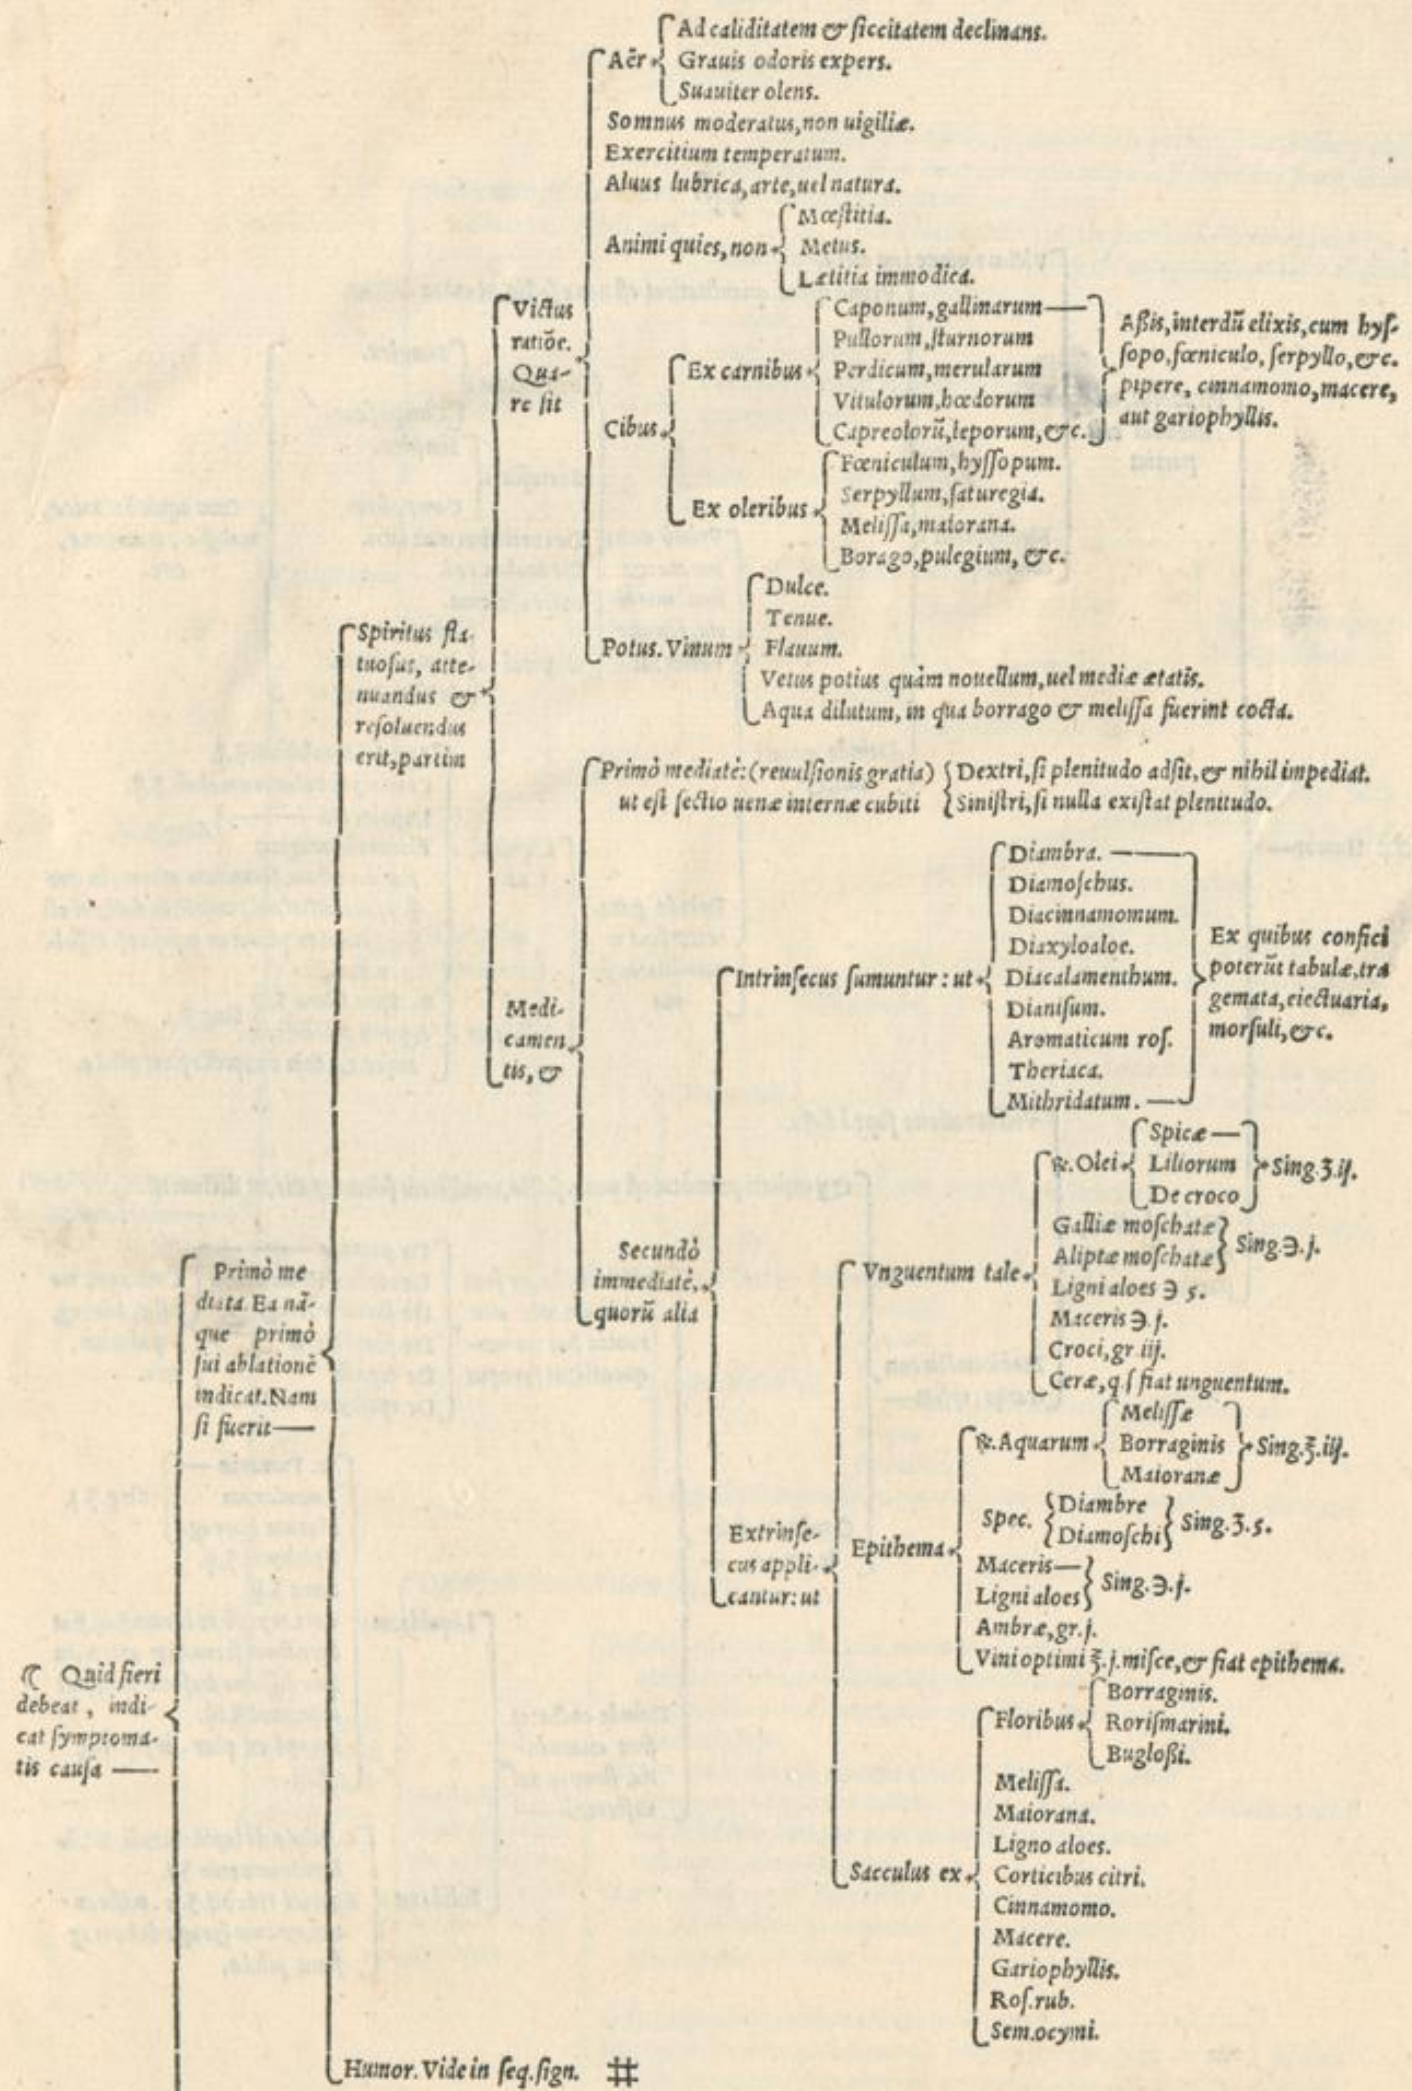 Ad caliditatem & ſiccitatem declinans.
Aër
Grauis odoris expers.
Suauiter olens.
Somnus moderatus, non uigiliæ.
Exercitium temperatum.
Aluus lubrica, arte, uel natura.
Animi quies, non
Mœſtitia.
Metus.
Lætitia immodica.
Victus
ratiōe.
Qua-
re ſit
Cibus
Ex carnibus
Caponum, gallinarum
Pullorum, ſturnorum
Perdicum, merularum
Vitulorum, hœdorum
Capreolorū, leporum, &c.
Aßis, interdū elixis, cum hyſ-
ſopo, fœniculo, ſerpyllo, &c.
pipere, cinnamomo, macere,
aut gariophyllis.
Ex oleribus
Fœniculum, hyſſopum.
Serpyllum, ſaturegia.
Meliſſa, maiorana.
Borago, pulegium, &c.
Potus. Vinum
Dulce.
Tenue.
Flauum.
Vetus potius quàm nouellum, uel mediæ ætatis.
Aqua dilutum, in qua borrago & meliſſa fuerint cocta.
Spiritus fla-
tuoſus, atte-
nuandus &
reſoluendus
erit, partim
Medi-
camen
tis, &
Primò mediatè: (reuulſionis gratia)
ut eſt ſectio uenæ internæ cubiti
Dextri, ſi plenitudo adſit, & nihil impediat.
Siniſtri, ſi nulla exiſtat plenitudo.
Secundò
immediatè,
quorū alia
Intrinſecus ſumuntur: ut
Diambra.
Diamoſchus.
Diacinnamomum.
Diaxyloaloe.
Diacalamenthum.
Dianiſum.
Aromaticum roſ.
Theriaca.
Mithridatum.
Ex quibus confici
poterūt tabulæ, tra
gemata, electuaria,
morſuli, &c.
Extrinſe-
cus appli-
cantur: ut
Vnguentum tale
℞. Olei
Spicæ
Liliorum
De croco
Sing. ʒ. ij.
Galliæ moſchatæ
Aliptæ moſchatæ
Sing. ℈. j.
Ligni aloes ℈ s.
Maceris ℈. j.
Croci, gr iij.
Ceræ, q. ſ fiat unguentum.
Epithema
℞. Aquarum
Meliſſæ
Borraginis
Maioranæ
Sing. ℥. iij.
Spec.
Diambre
Diamoſchi
Sing. ʒ. s.
Maceris
Ligni aloes
Sing. ℈. j.
Ambræ, gr. j.
Vini optimi ℥. j. miſce, & fiat epithema.
Sacculus ex
Floribus
Borraginis.
Roriſmarini.
Bugloßi.
Meliſſa.
Maiorana.
Ligno aloes.
Corticibus citri.
Cinnamomo.
Macere.
Gariophyllis.
Roſ. rub.
Sem. ocymi.
Primò me
diata. Ea nā-
que primò
ſui ablationē
indicat. Nam
ſi fuerit
Quid fieri
debeat, indi-
cat ſymptoma-
tis cauſa
Humor. Vide in ſeq. ſign. #